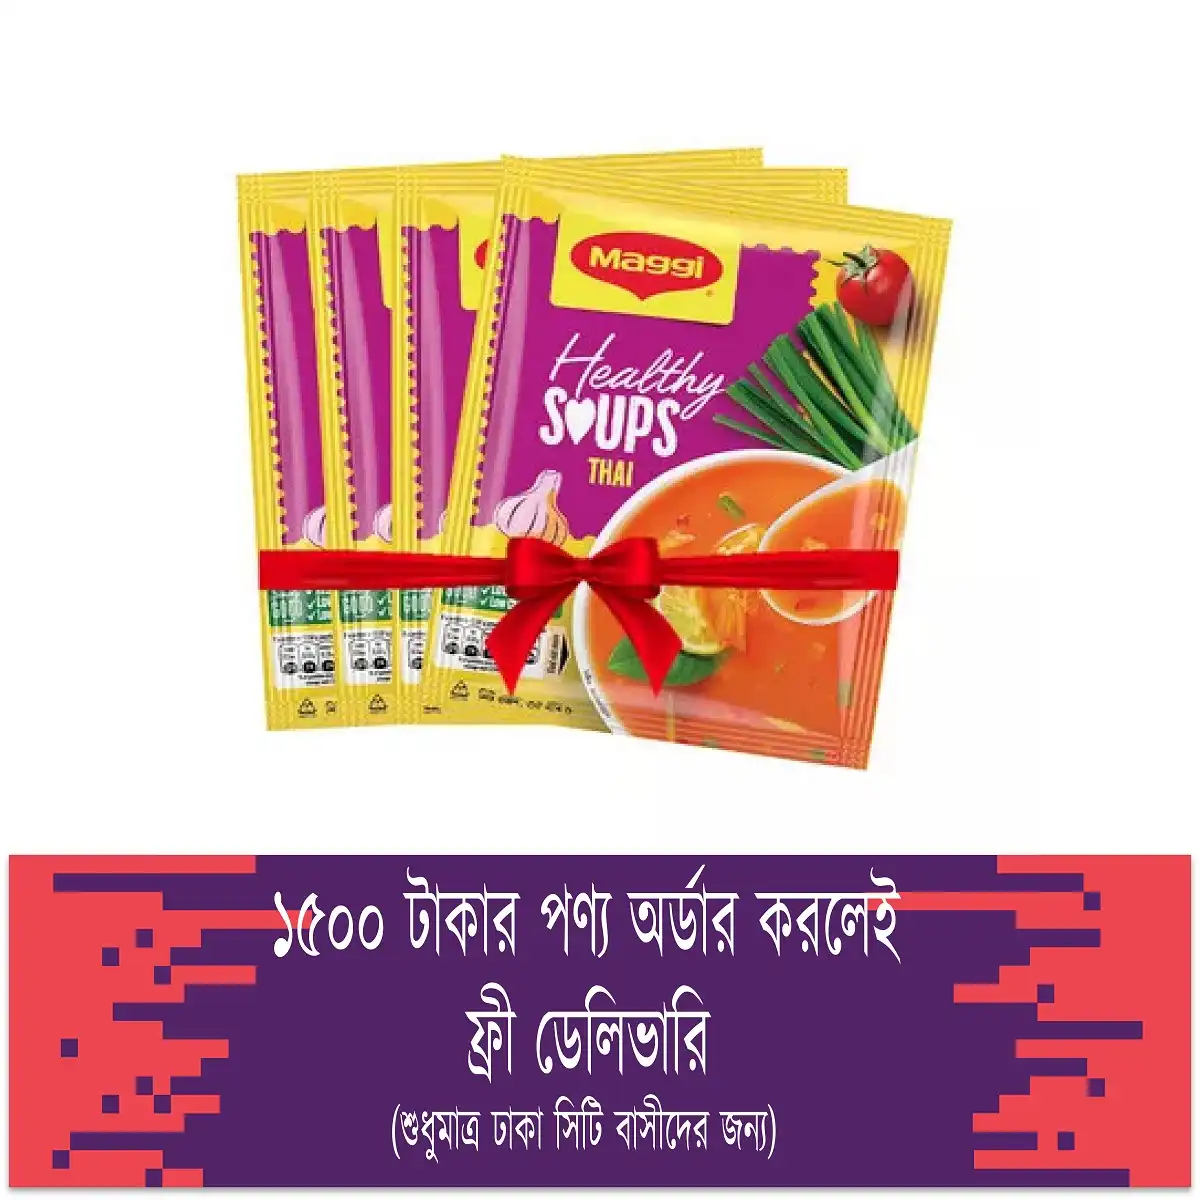 Maggi
Healthy
SOUPS
THAI
১৫০০ টাকার পণ্য অর্ডার করলেই
ফ্রী ডেলিভারি
(শুধুমাত্র ঢাকা সিটি বাসীদের জন্য)